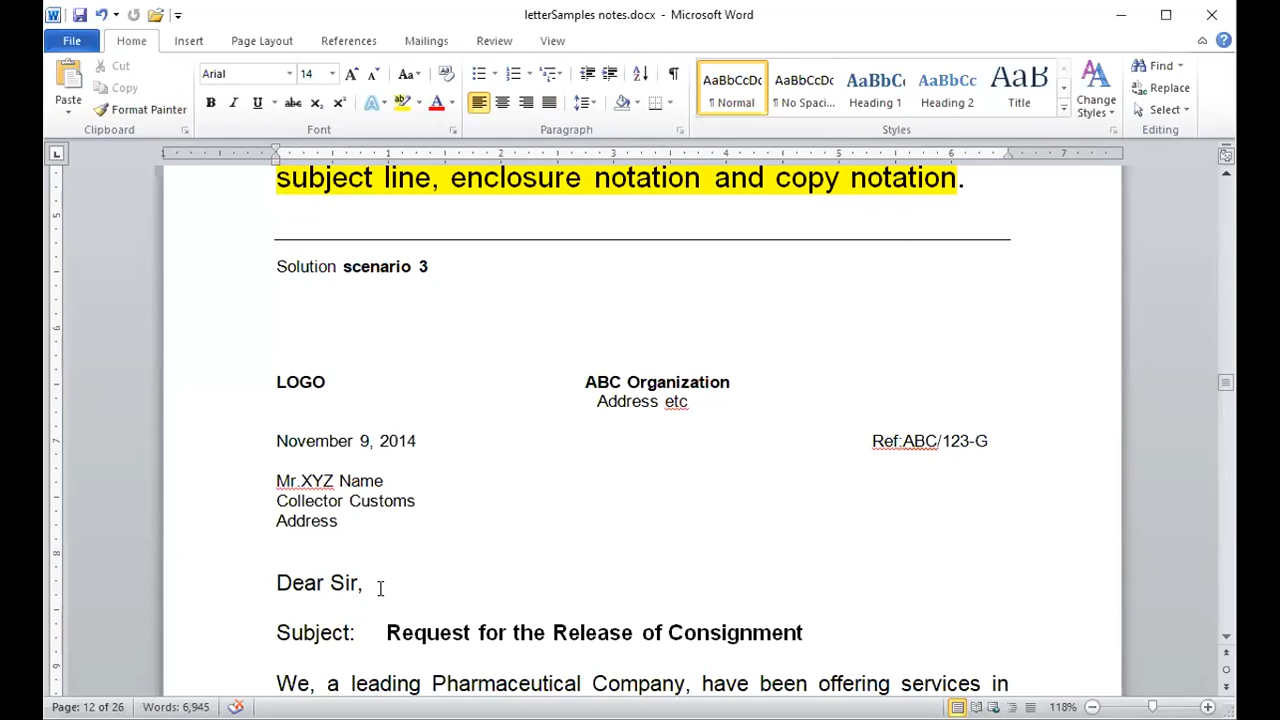 letterSamples notes.docx - Microsoft Word
File Home Insert Page Layout References Mailings Review View
Paste
Cut
Copy
Format Painter
Clipboard
Arial 14
Font
Paragraph
AaBbCcDc AaBbCcDc AaBbC AaBbCc AaB
¶ Normal ¶ No Spaci... Heading 1 Heading 2 Title
Change Styles
Styles
Find
Replace
Select
Editing
subject line, enclosure notation and copy notation.
Solution scenario 3
LOGO ABC Organization
Address etc
November 9, 2014 Ref:ABC/123-G
Mr.XYZ Name
Collector Customs
Address
Dear Sir,
Subject: Request for the Release of Consignment
We, a leading Pharmaceutical Company, have been offering services in
Page: 12 of 26 Words: 6,945 118%